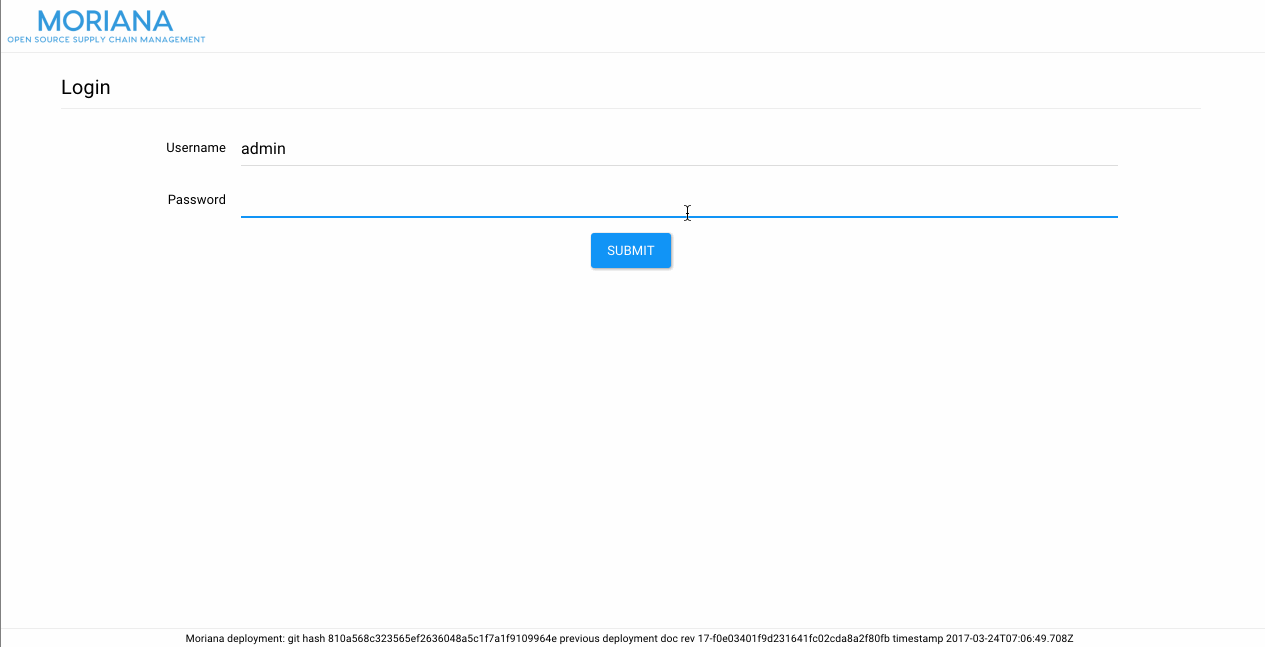 MORIANA
OPEN SOURCE SUPPLY CHAIN MANAGEMENT
Login
Username admin
Password
SUBMIT
Moriana deployment: git hash 810a568c323565ef2636048a5c1f7a1f9109964e previous deployment doc rev 17-f0e03401f9d231641fc02cda8a2f80fb timestamp 2017-03-24T07:06:49.708Z